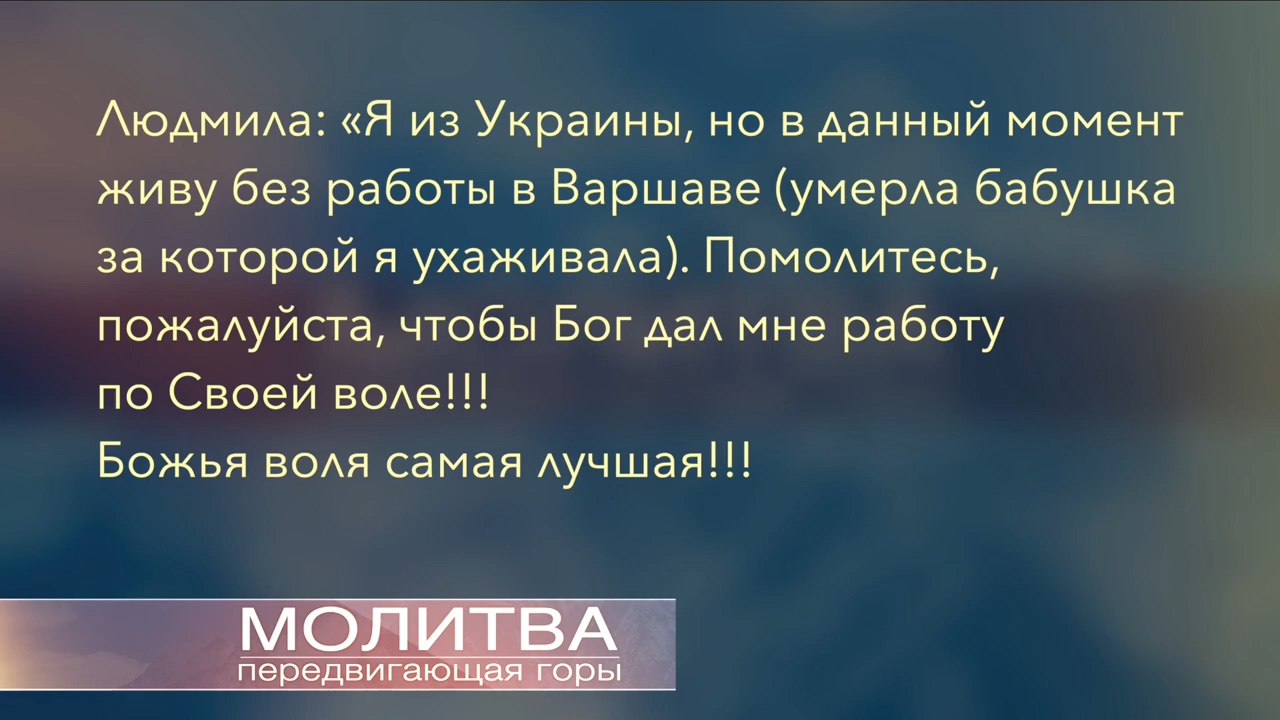 Людмила: «Я из Украины, но в данный момент
живу без работы в Варшаве (умерла бабушка
за которой я ухаживала). Помолитесь,
пожалуйста, чтобы Бог дал мне работу
по Своей воле!!!
Божья воля самая лучшая!!!
МОЛИТВА
передвигающая горы